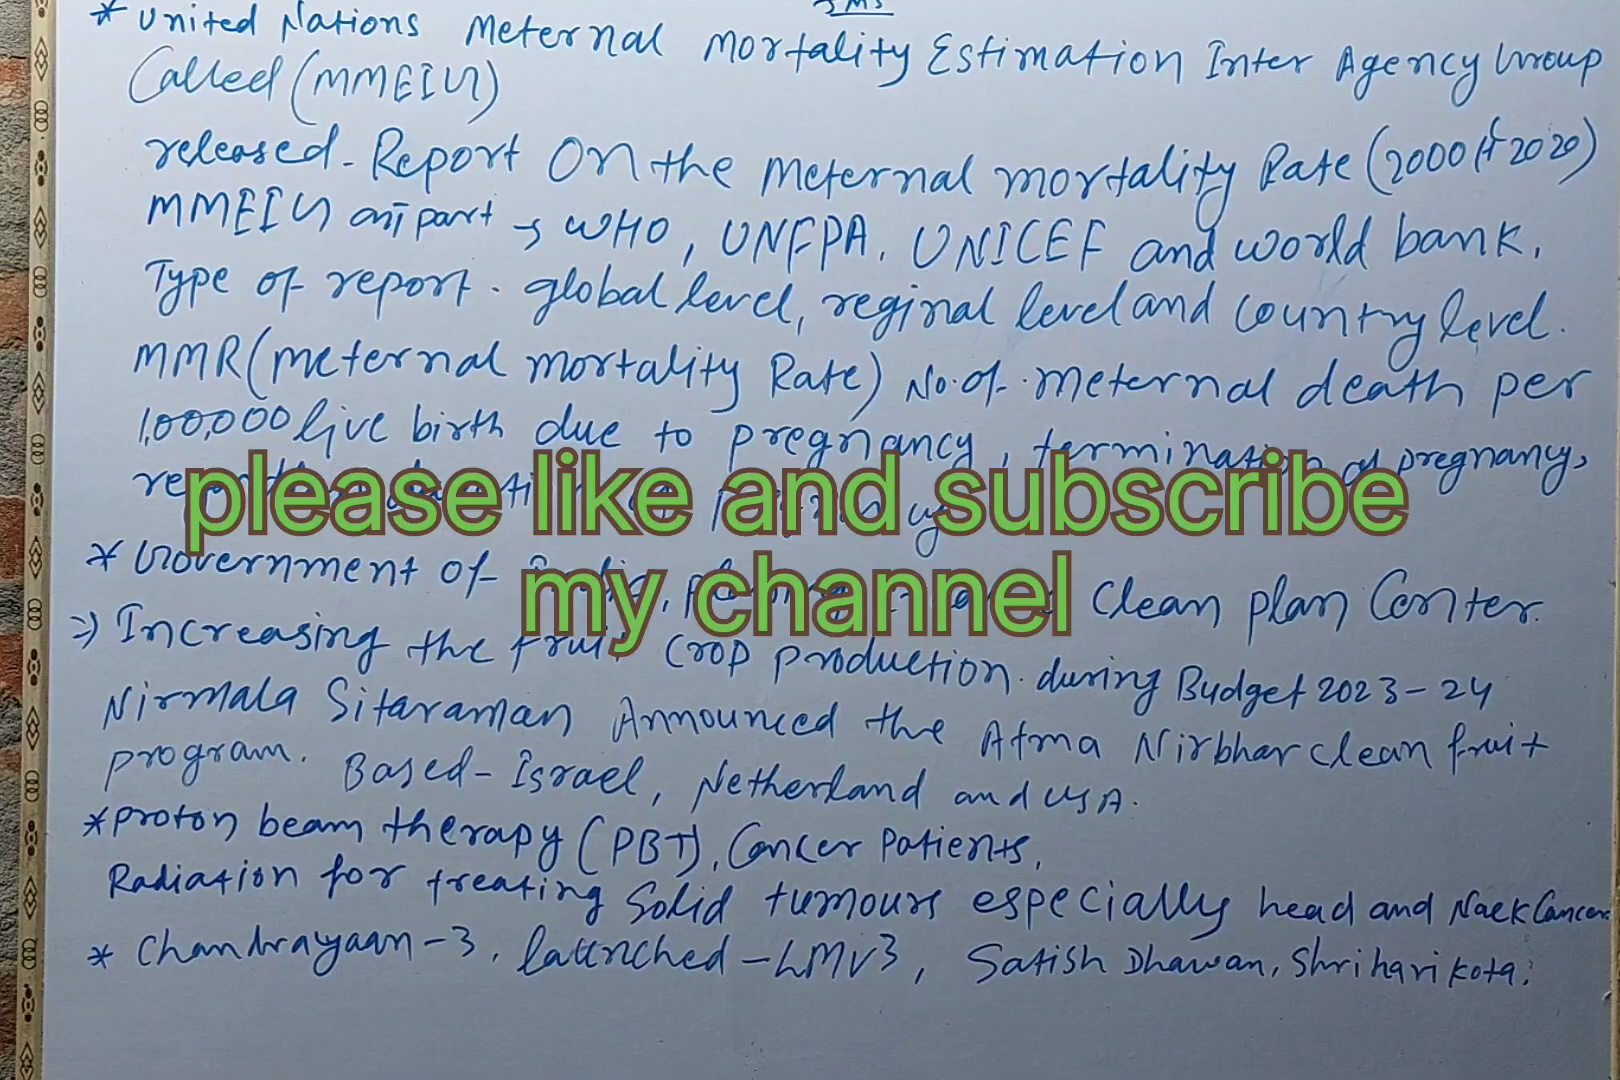 * United Nations Meternal Mortality Estimation Inter Agency Group
Called (MMEIG)
released - Report On the Meternal mortality Rate (2000 to 2020)
MMEIG part → WHO, UNFPA, UNICEF and world bank.
Type of report. global level, reginal level and country level.
MMR (Meternal mortality Rate) No. of. meternal death per
1,00,000 live birth due to pregnancy, termination of pregnancy,
please like and subscribe
* Government of
my channel
Clean plan Center.
⇒) Increasing the fruit Crop production. during Budget 2023-24
Nirmala Sitaraman Announced the Atma Nirbhar clean fruit
program. Based - Israel, Netherland and USA.
* proton beam therapy (PBT), Cancer Patients,
Radiation for treating Solid tumours especially head and Naek Cancer.
* Chandrayaan-3, launched - LMV3, Satish Dhawan, Shriharikota.